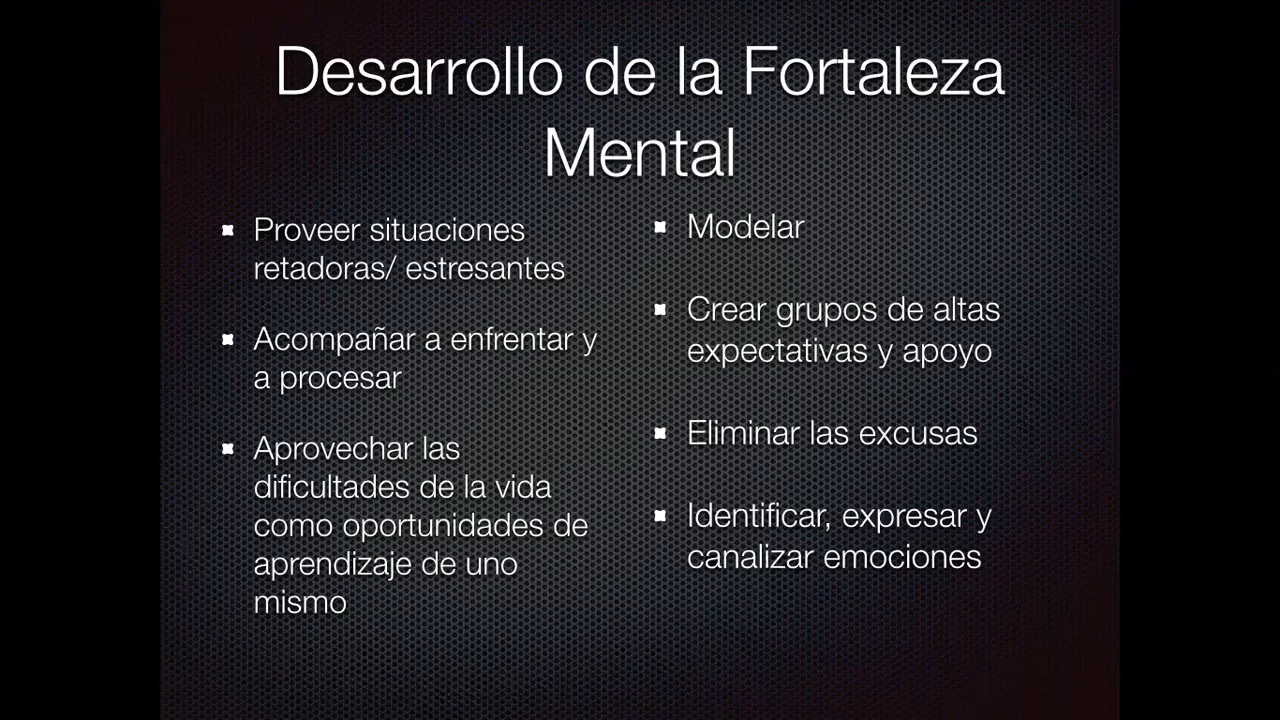 Desarrollo de la Fortaleza
Mental
Proveer situaciones
retadoras/ estresantes
Acompañar a enfrentar y
a procesar
Aprovechar las
dificultades de la vida
como oportunidades de
aprendizaje de uno
mismo
Modelar
Crear grupos de altas
expectativas y apoyo
Eliminar las excusas
Identificar, expresar y
canalizar emociones